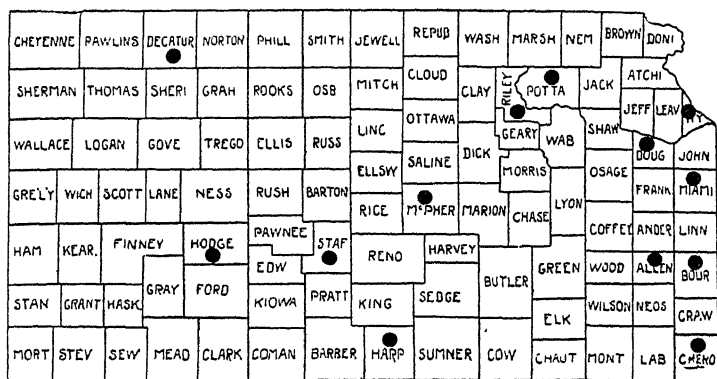 CHEYENNE PAWLINS DECATUR NORTON PHILL SMITH JEWELL REPUB WASH MARSH NEM BROWN DONI
SHERMAN THOMAS SHERI GRAH ROOKS OSB MITCH CLOUD CLAY RILEY POTTA JACK ATCHI
JEFF LEAV WY
WALLACE LOGAN GOVE TREGO ELLIS RUSS LINC OTTAWA DICK GEARY WAB SHAW DOUG JOHN
ELLSW SALINE MORRIS OSAGE
GREL'Y WICH SCOTT LANE NESS RUSH BARTON RICE McPHER MARION CHASE LYON FRANK MIAMI
COFFEY ANDER LINN
HAM KEAR. FINNEY HODGE PAWNEE STAF RENO HARVEY
EDW BUTLER GREEN WOOD ALLEN BOUR
STAN GRANT HASK GRAY FORD KIOWA PRATT KING SEDGE WILSON NEOS CRAW
ELK
MORT STEV SEW MEAD CLARK COMAN BARBER HARP SUMNER COW CHAUT MONT LAB CHERO